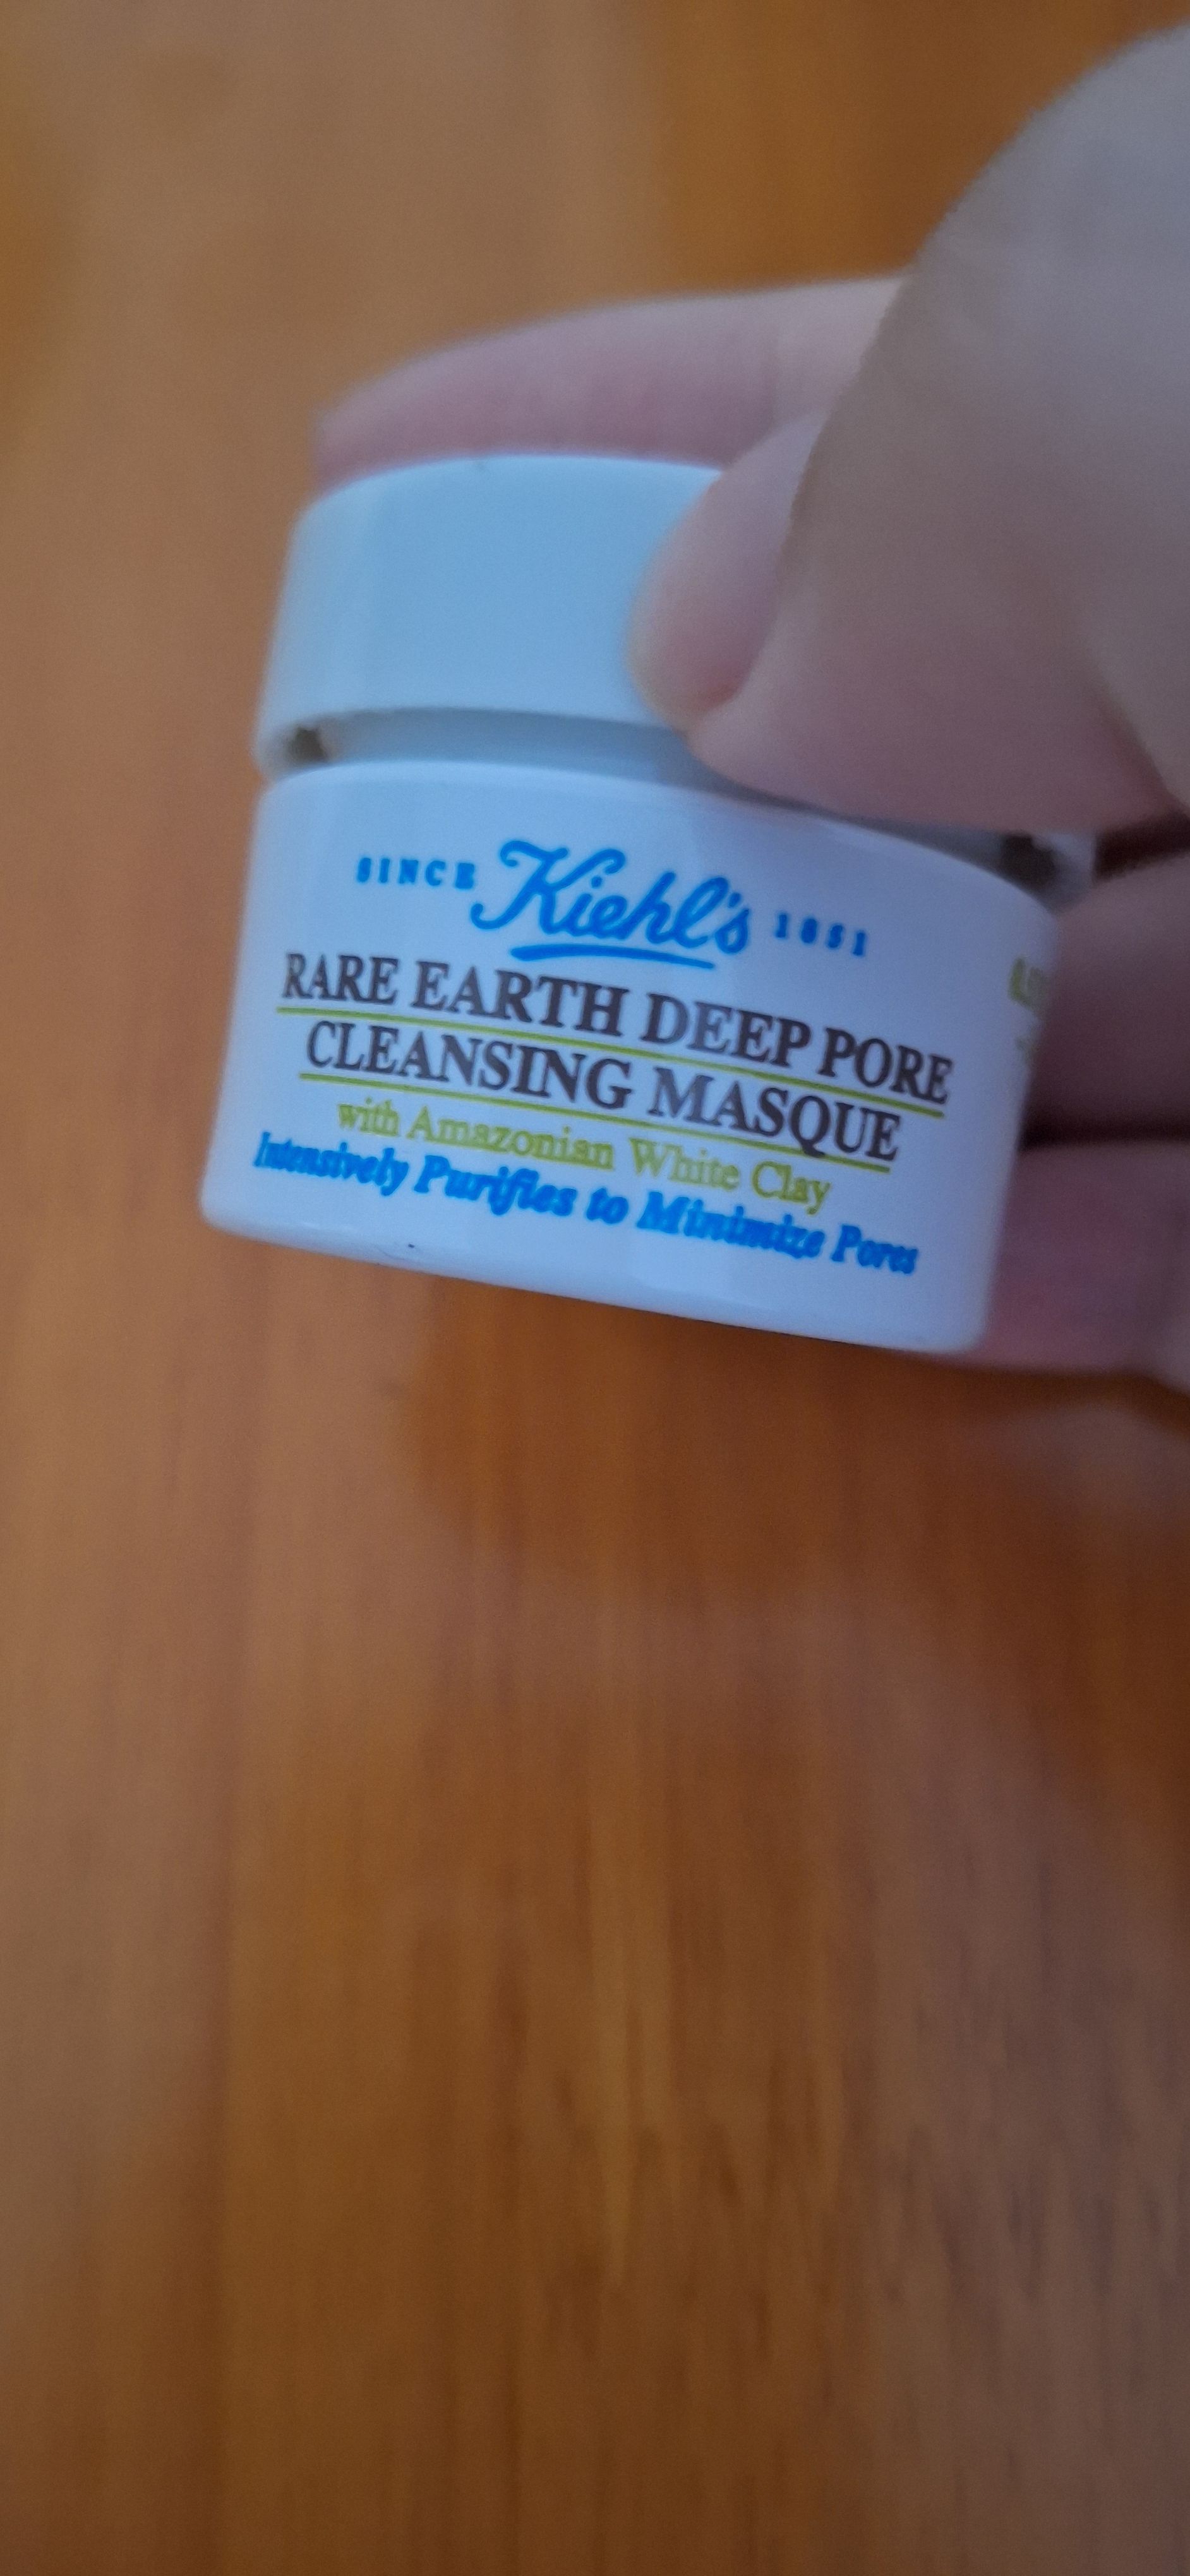 SINCE Kiehl's 1851
RARE EARTH DEEP PORE
CLEANSING MASQUE
with Amazonian White Clay
Intensively Purifies to Minimize Pores